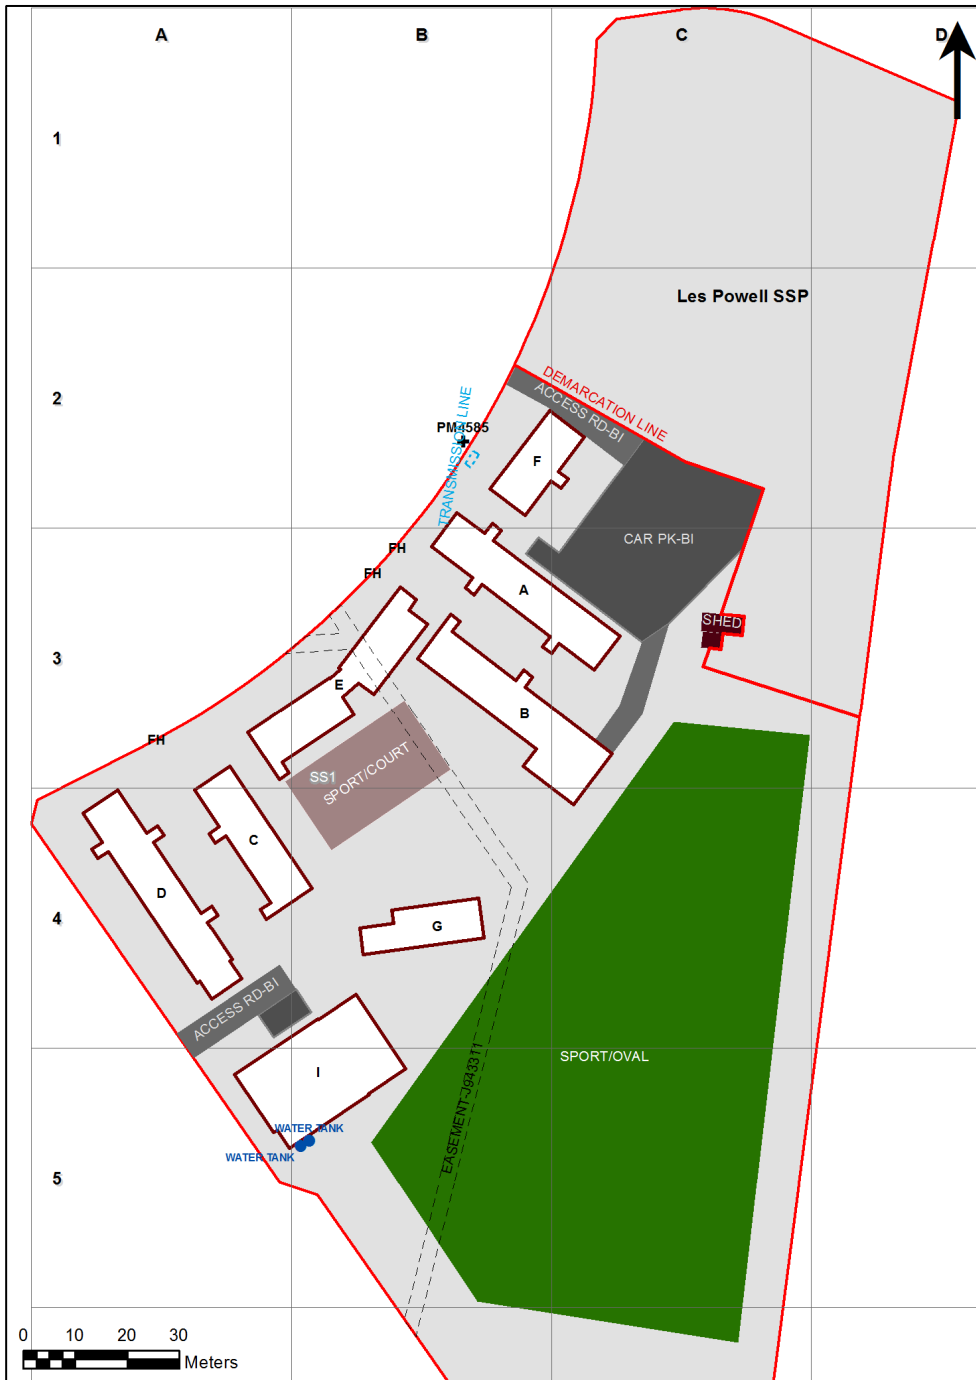 A
B
C
D
1
Les Powell SSP
2
DEMARCATION LINE
ACCESS RD-BI
TRANSMISSION LINE
F
CAR PK-BI
FH
FH
A
SHED
3
E
B
FH
SS1
SPORT/COURT
C
D
4
G
ACCESS RD-BI
SPORT/OVAL
I
EASEMENT-J943311
WATER TANK
WATER TANK
5
0 10 20 30
Meters